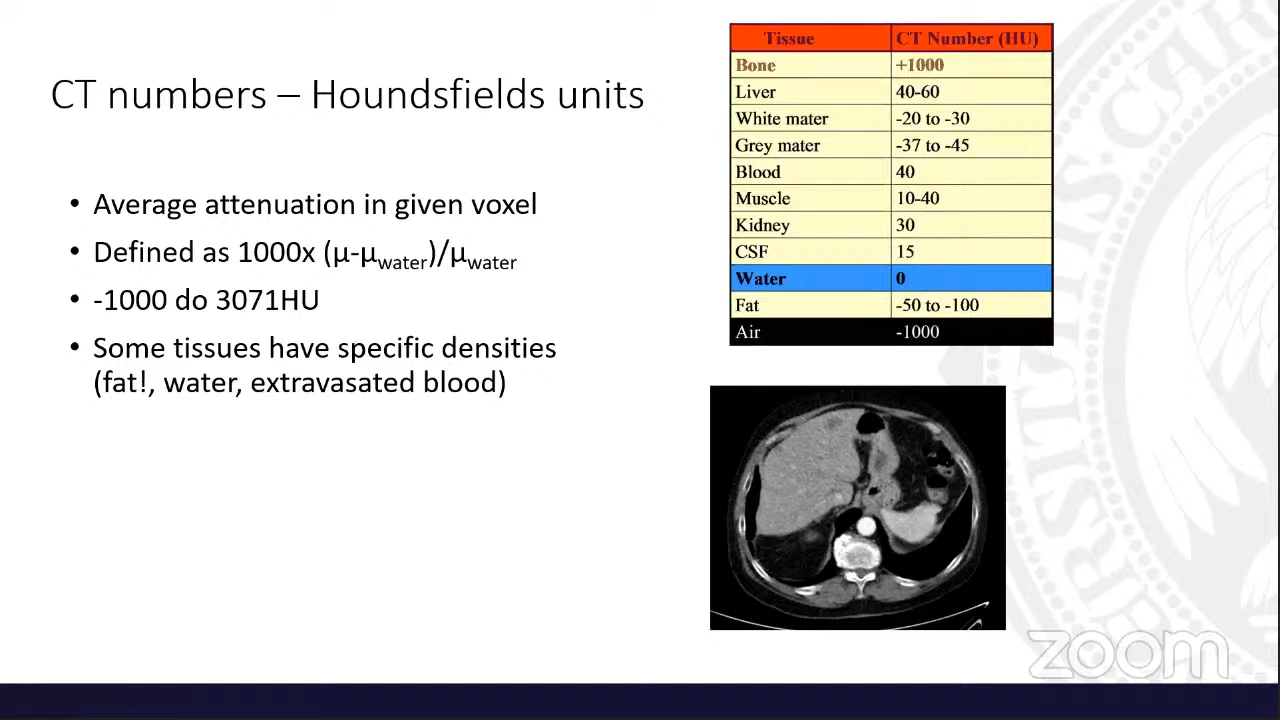 CT numbers – Houndsfields units
• Average attenuation in given voxel
• Defined as 1000x (μ-μwater)/μwater
• -1000 do 3071HU
• Some tissues have specific densities
(fat!, water, extravasated blood)
Tissue CT Number (HU)
Bone +1000
Liver 40-60
White mater -20 to -30
Grey mater -37 to -45
Blood 40
Muscle 10-40
Kidney 30
CSF 15
Water 0
Fat -50 to -100
Air -1000
zoom